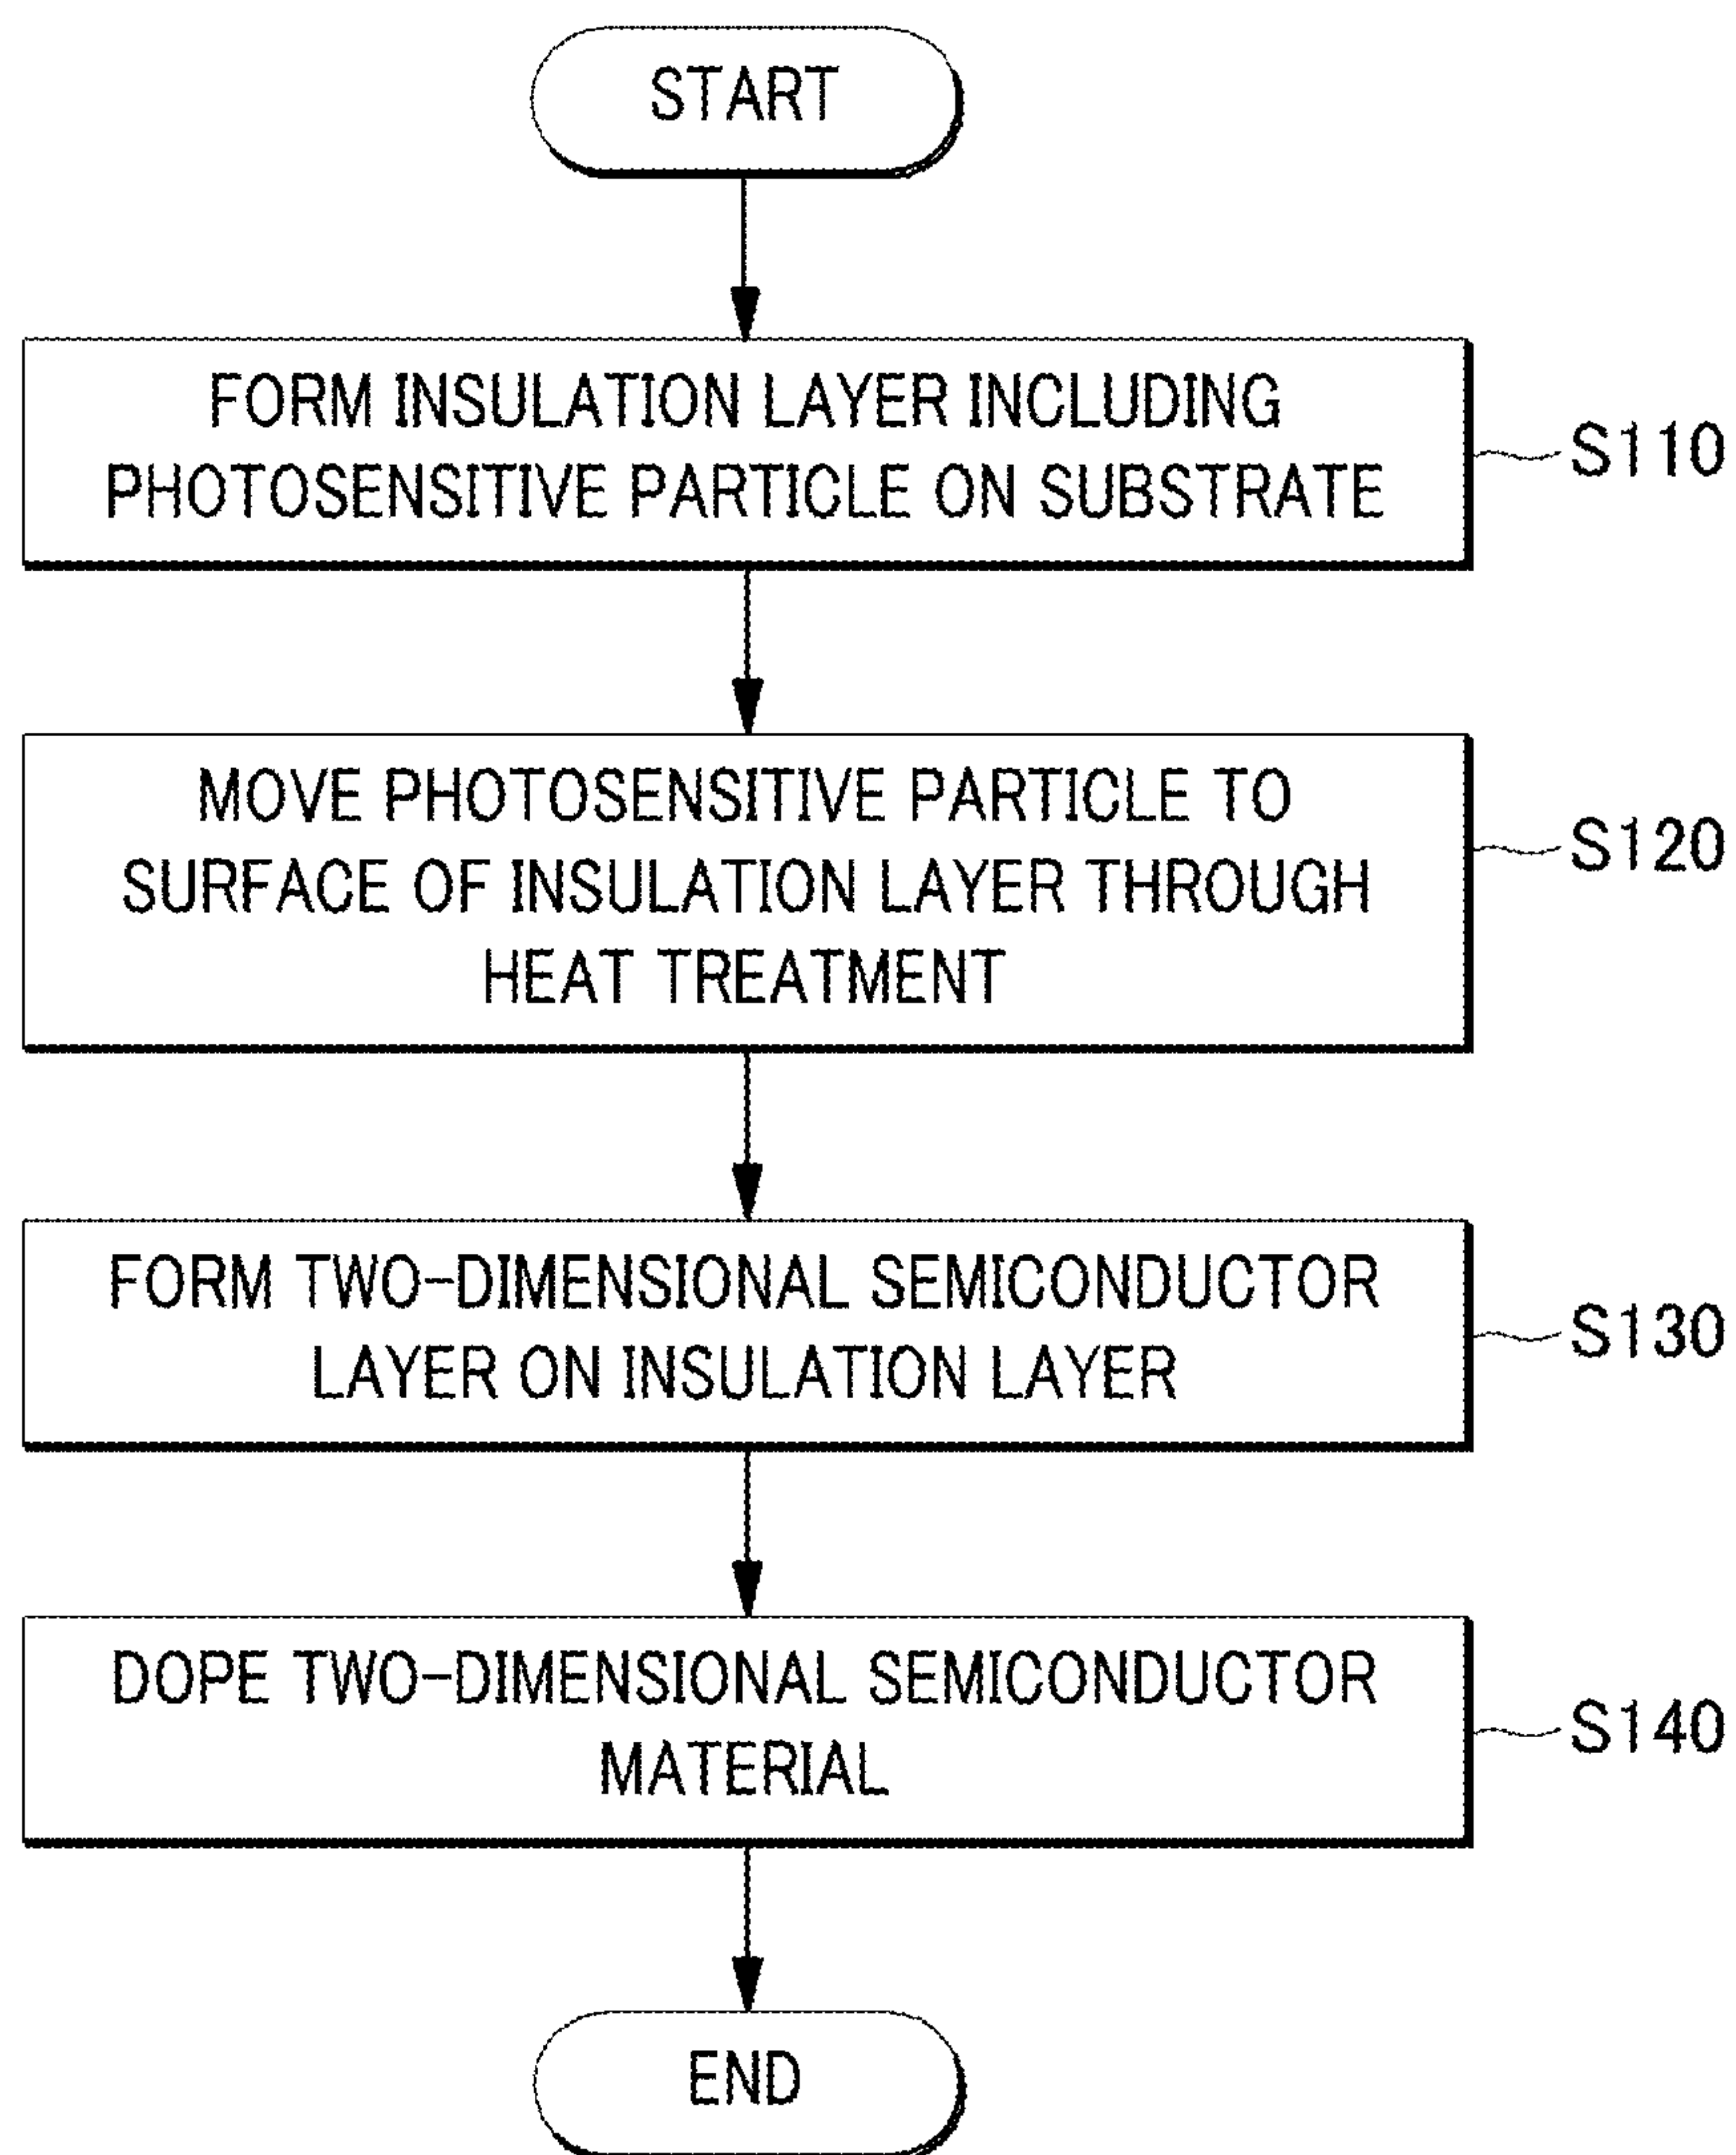 START
FORM INSULATION LAYER INCLUDING
PHOTOSENSITIVE PARTICLE ON SUBSTRATE
S110
MOVE PHOTOSENSITIVE PARTICLE TO
SURFACE OF INSULATION LAYER THROUGH
HEAT TREATMENT
S120
FORM TWO-DIMENSIONAL SEMICONDUCTOR
LAYER ON INSULATION LAYER
S130
DOPE TWO-DIMENSIONAL SEMICONDUCTOR
MATERIAL
S140
END